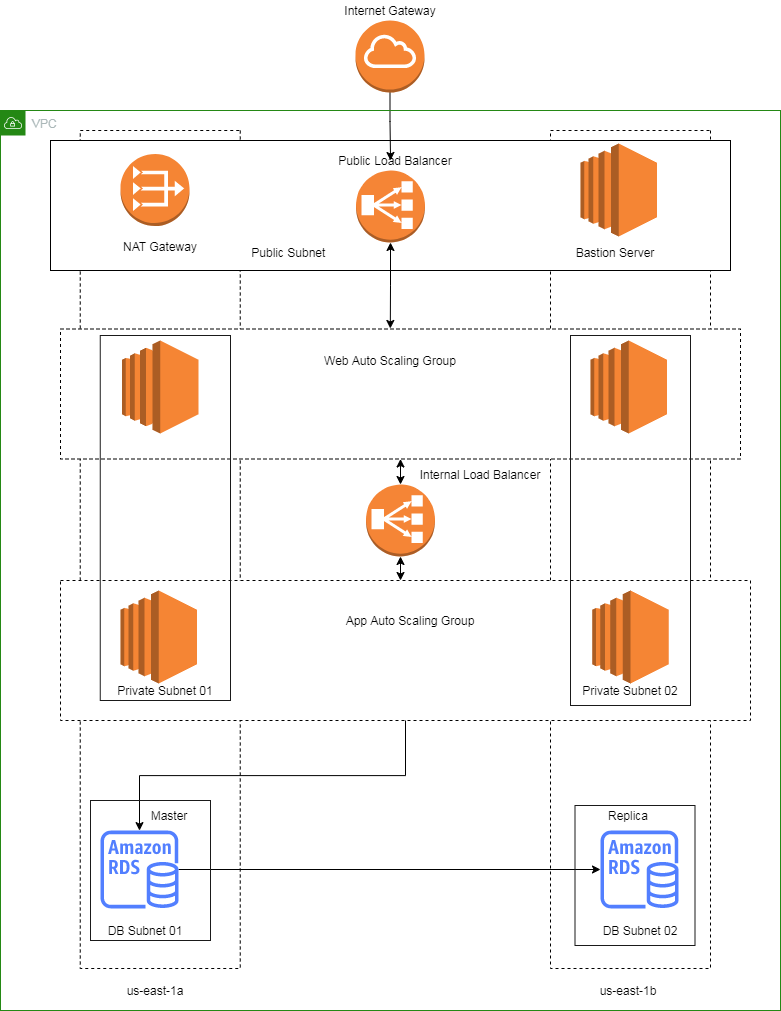 Internet Gateway
VPC
Public Load Balancer
NAT Gateway
Public Subnet
Bastion Server
Web Auto Scaling Group
Internal Load Balancer
App Auto Scaling Group
Private Subnet 01
Private Subnet 02
Master
Replica
Amazon
RDS
Amazon
RDS
DB Subnet 01
DB Subnet 02
us-east-1a
us-east-1b